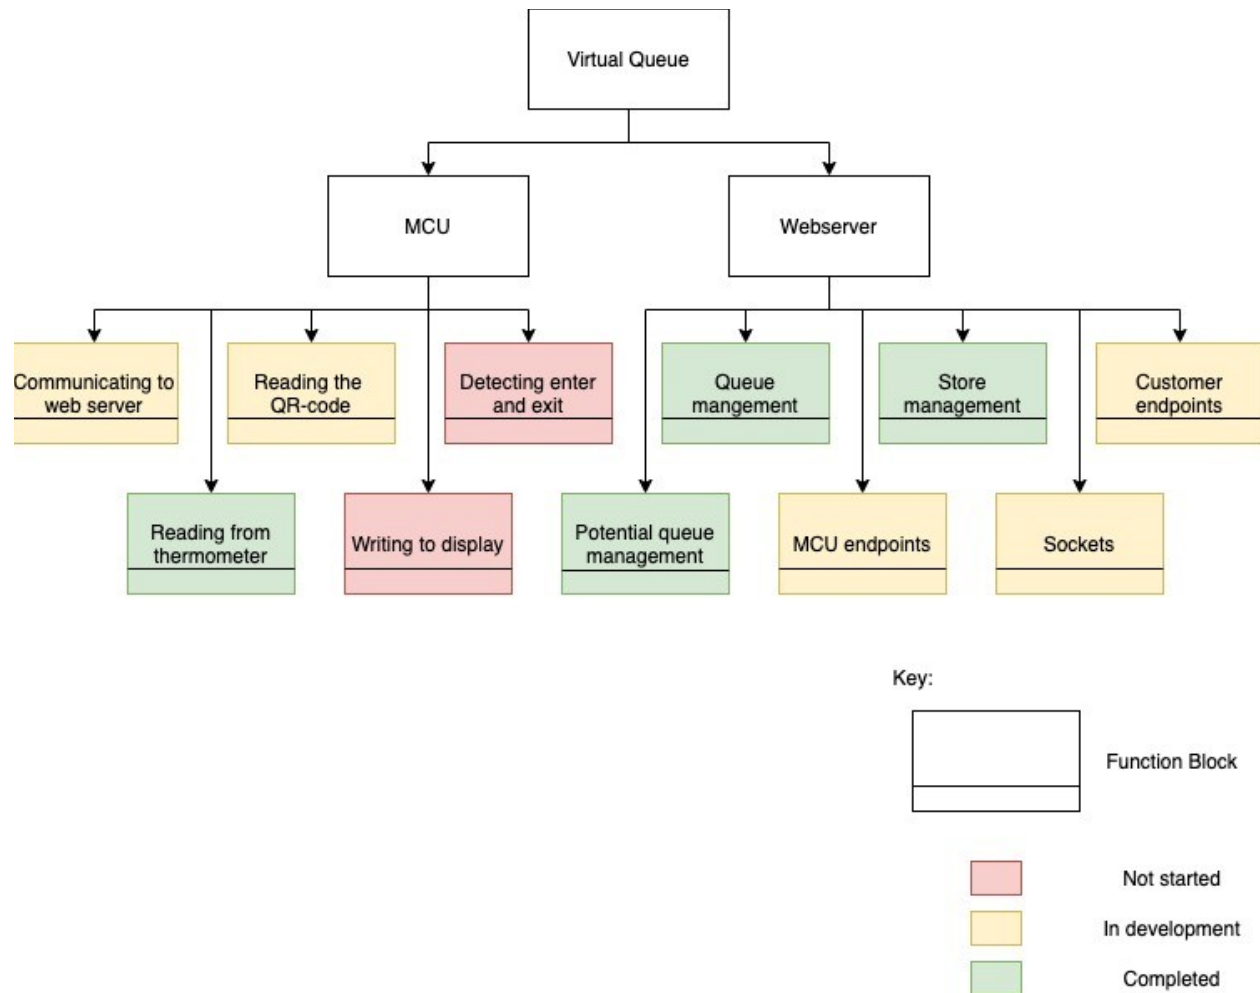 Virtual Queue
MCU
Webserver
Communicating to
web server
Reading the
QR-code
Detecting enter
and exit
Queue
mangement
Store
management
Customer
endpoints
Reading from
thermometer
Writing to display
Potential queue
management
MCU endpoints
Sockets
Key:
Function Block
Not started
In development
Completed